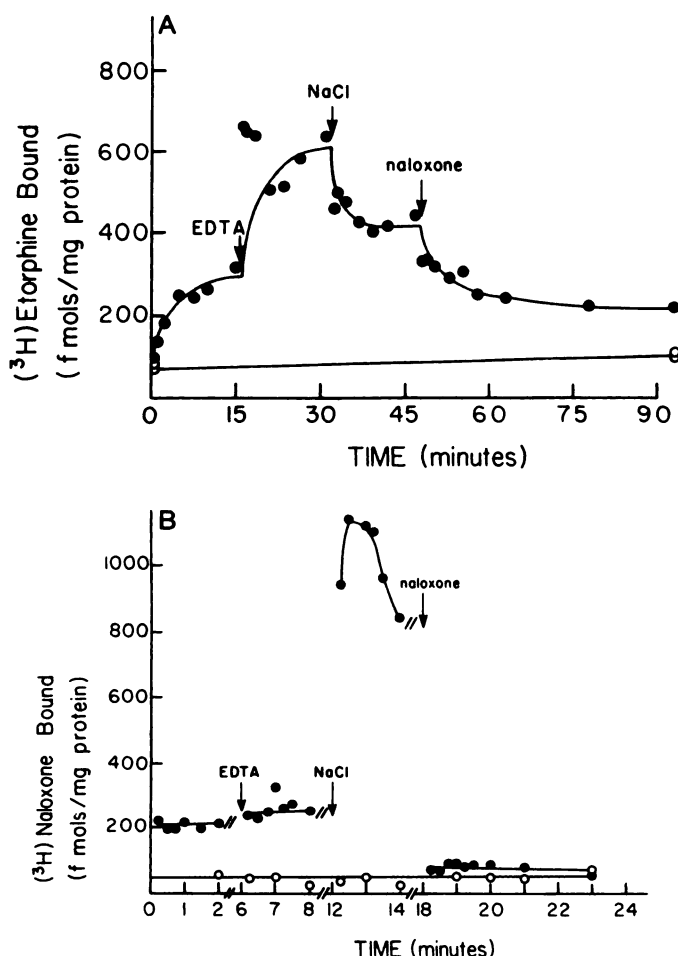 A
800
NaCl
600
naloxone
EDTA
400
200
0 15 30 45 60 75 90
TIME (minutes)
(³H) Etorphine Bound
(f mols/mg protein)
B
1000
naloxone
800
600
400
EDTA
NaCl
200
0 1 2 6 7 8 12 14 18 20 22 24
TIME (minutes)
(³H) Naloxone Bound
(f mols/mg protein)